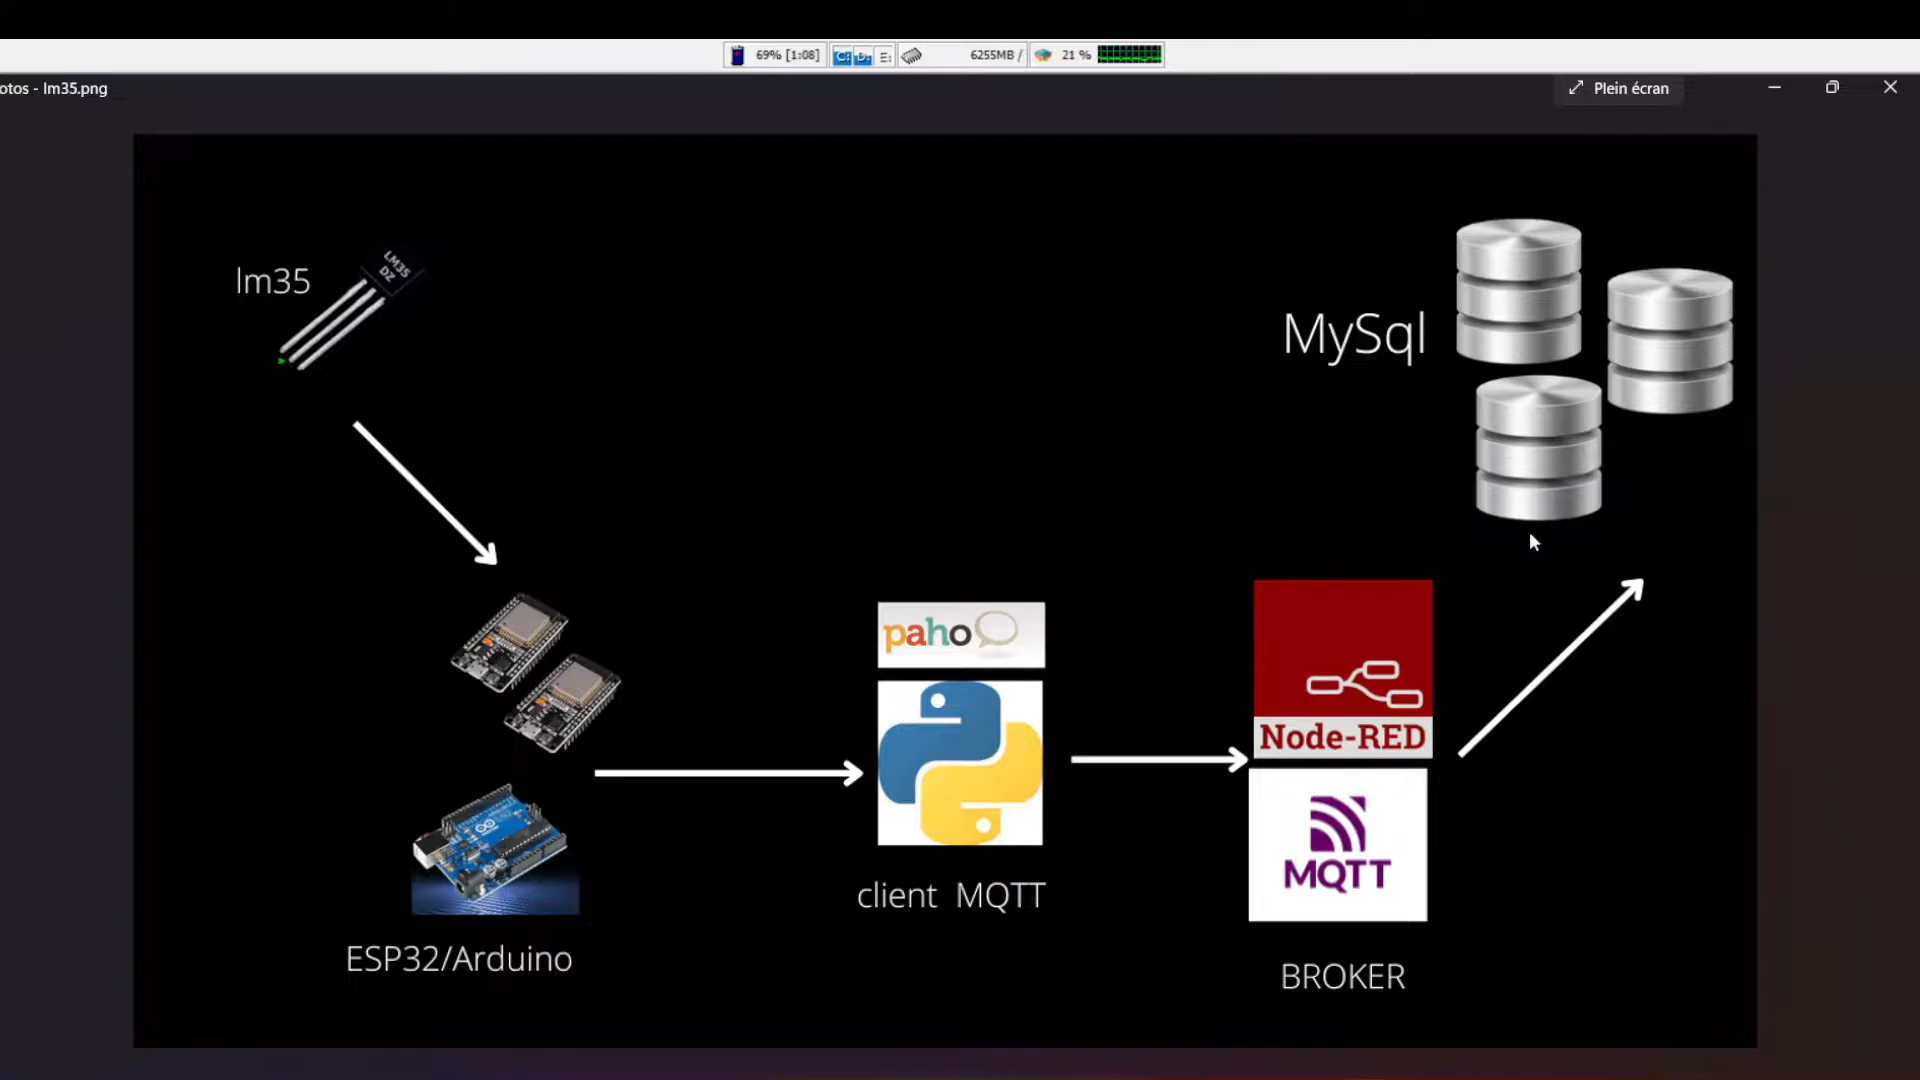 69% [1:08] C: D: E: 6255MB / 21 %
otos - lm35.png
Plein écran
lm35
LM35
DZ
MySql
paho
Node-RED
MQTT
client MQTT
ESP32/Arduino
BROKER